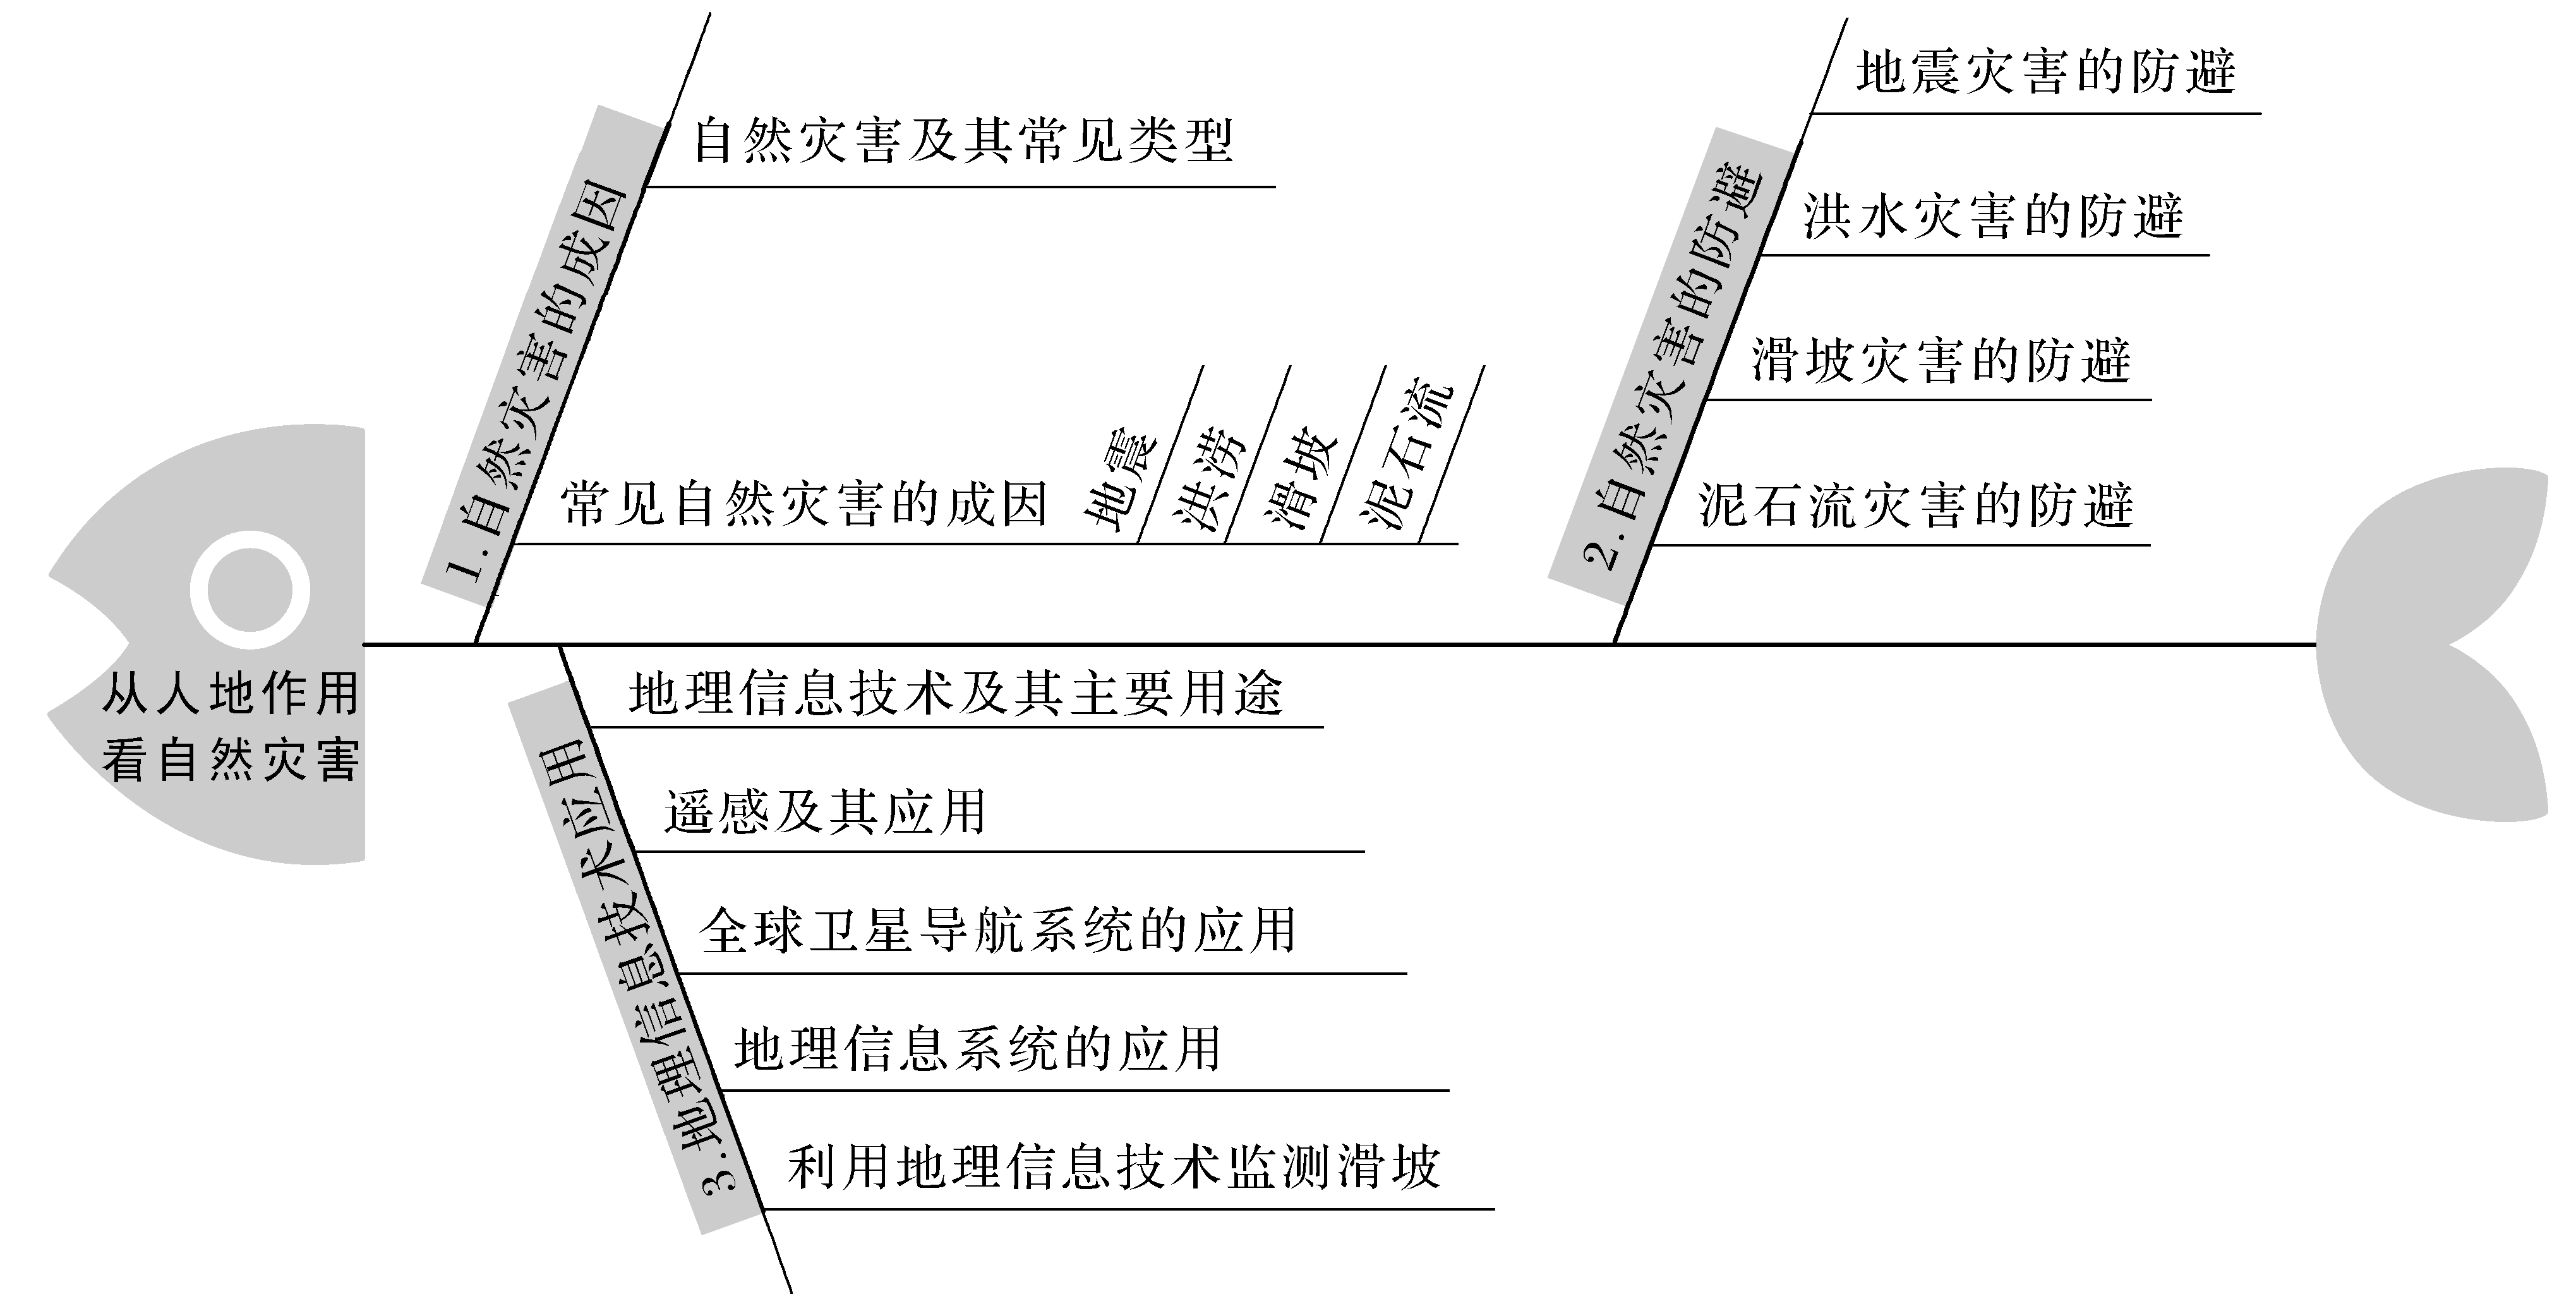 从人地作用
看自然灾害
1.自然灾害的成因
自然灾害及其常见类型
常见自然灾害的成因
地震
洪涝
滑坡
泥石流
2.自然灾害的防避
地震灾害的防避
洪水灾害的防避
滑坡灾害的防避
泥石流灾害的防避
3.地理信息技术应用
地理信息技术及其主要用途
遥感及其应用
全球卫星导航系统的应用
地理信息系统的应用
利用地理信息技术监测滑坡